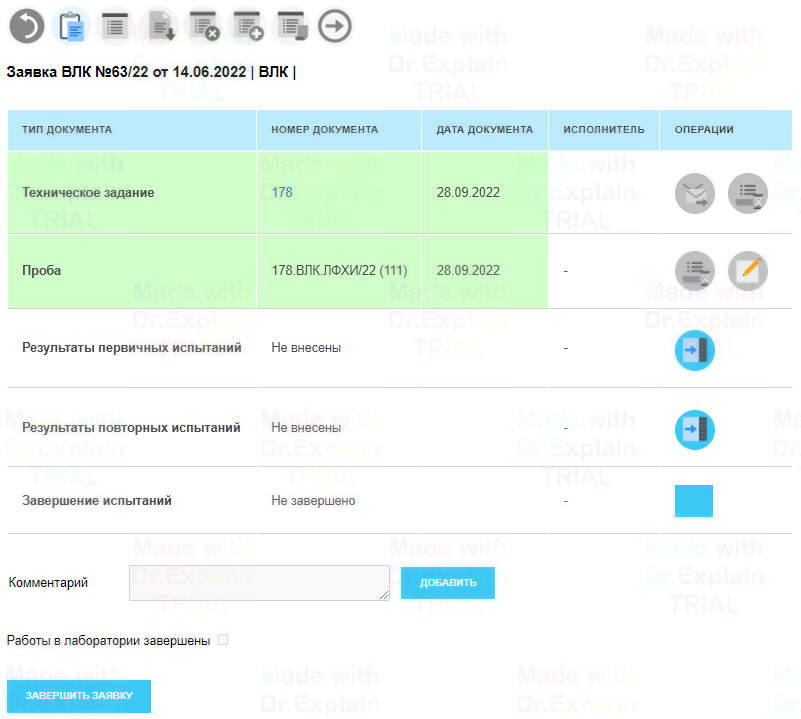 Заявка ВЛК №63/22 от 14.06.2022 | ВЛК |
ТИП ДОКУМЕНТА НОМЕР ДОКУМЕНТА ДАТА ДОКУМЕНТА ИСПОЛНИТЕЛЬ ОПЕРАЦИИ
Техническое задание 178 28.09.2022
Проба 178.ВЛК.ЛФХИ/22 (111) 28.09.2022 -
Результаты первичных испытаний Не внесены -
Результаты повторных испытаний Не внесены -
Завершение испытаний Не завершено -
Комментарий ДОБАВИТЬ
Работы в лаборатории завершены
ЗАВЕРШИТЬ ЗАЯВКУ
Made with
Dr.Explain
TRIAL